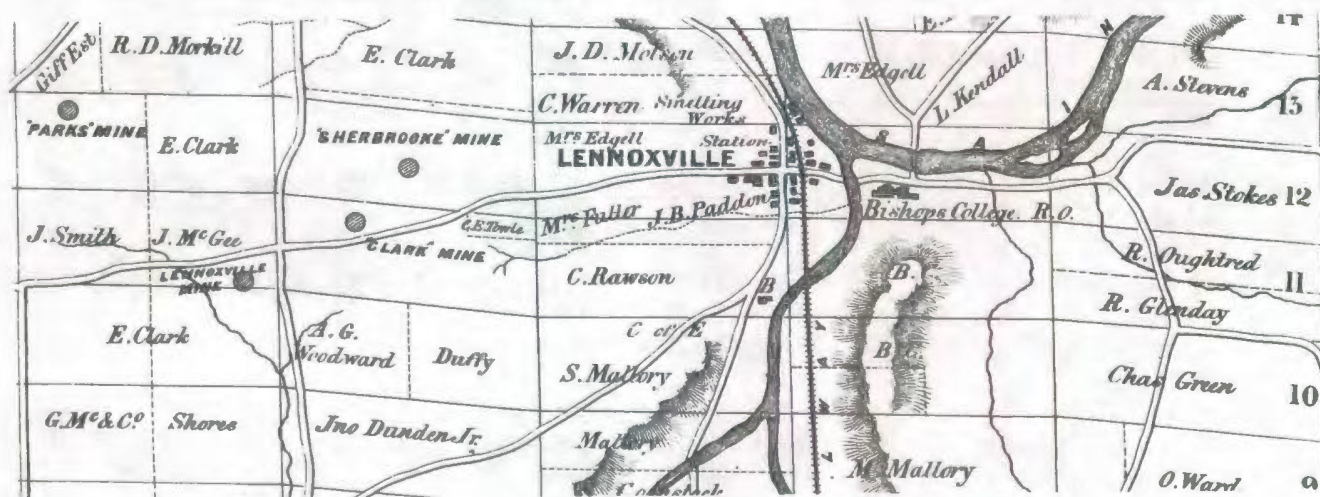 Giff Est
R. D. Morkill
E. Clark
J. D. Molson
Mrs Edgell
L. Kendall
A. Stevens
13
"PARKS" MINE
E. Clark
"SHERBROOKE" MINE
C. Warren
Smelting
Works
Mrs Edgell
Station
LENNOXVILLE
S A I N
Jas Stokes 12
Bishops College. R.O.
J. Smith
J. McGee
"CLARK" MINE
C.E. Towle
Mrs Fuller
J.B. Paddon
LENNOXVILLE
MINE
C. Rawson
B
B.
R. Oughtred
11
R. Glenday
E. Clark
A. G.
Woodward
Duffy
C of E
S. Mallory
B. C.
Chas Green
10
G. Mc & Co
Shores
Jno Dunden Jr.
Mallory
M. Mallory
Comstock
O. Ward
9